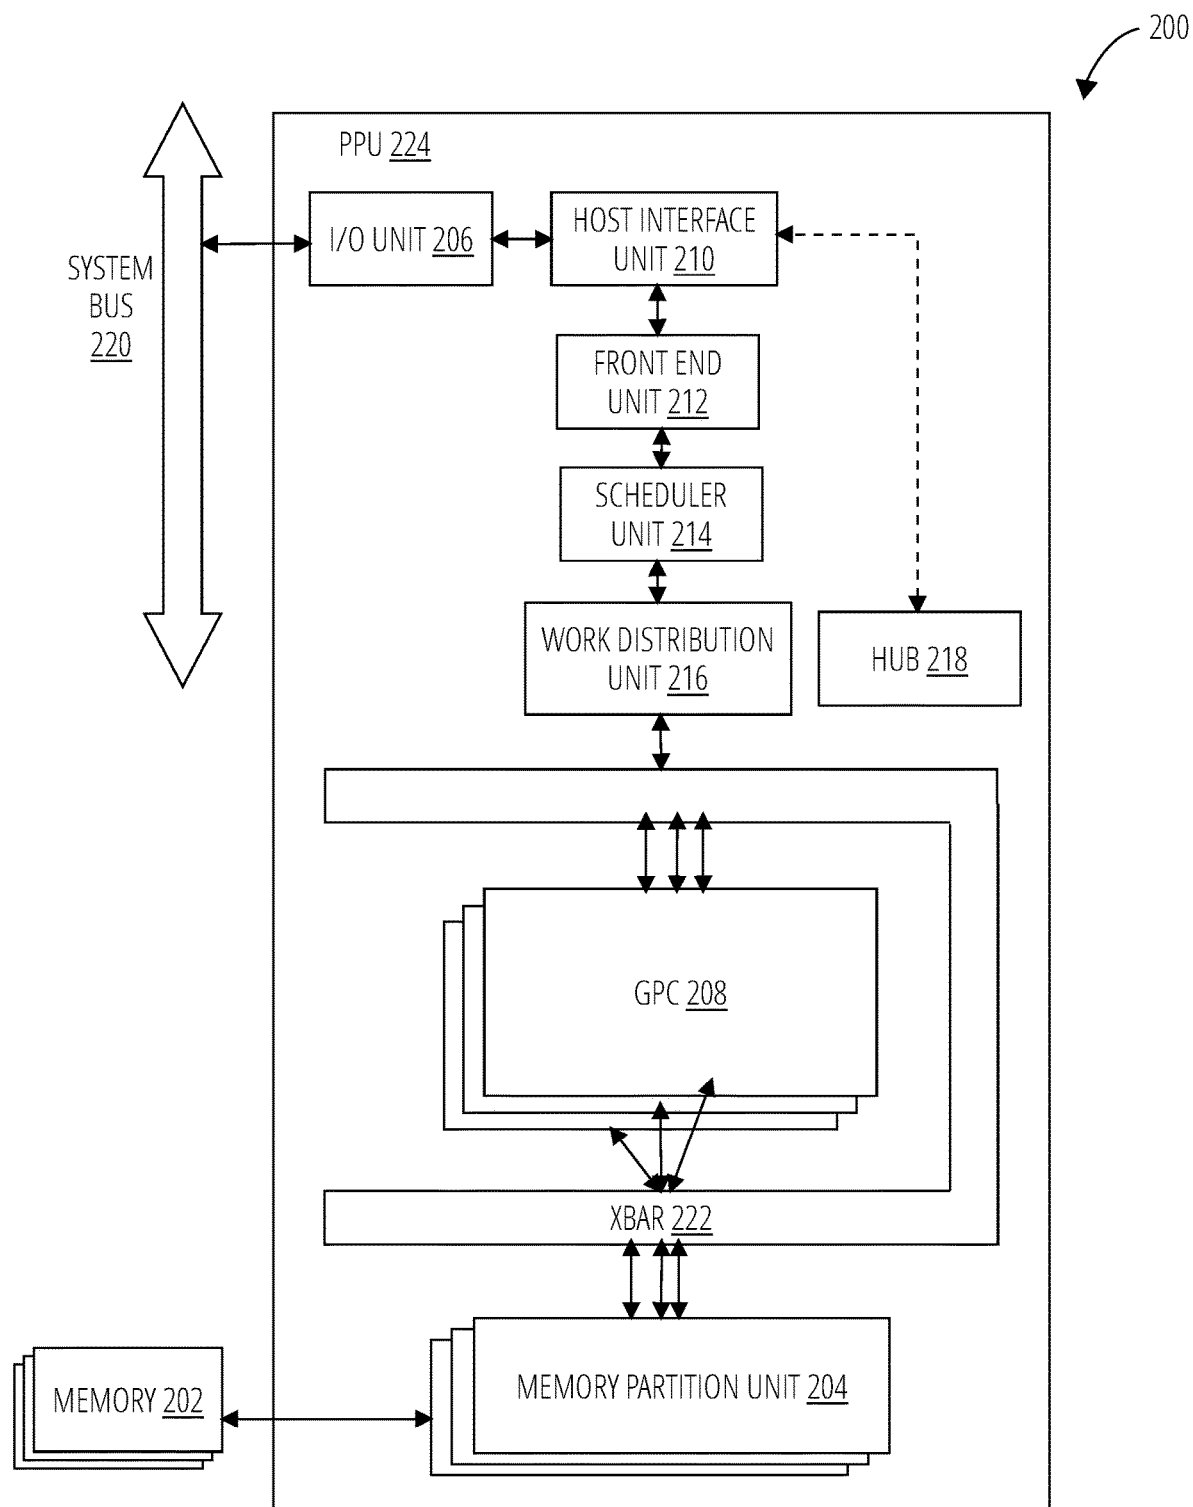 200
PPU 224
I/O UNIT 206
HOST INTERFACE
UNIT 210
SYSTEM
BUS
220
FRONT END
UNIT 212
SCHEDULER
UNIT 214
WORK DISTRIBUTION
UNIT 216
HUB 218
GPC 208
XBAR 222
MEMORY PARTITION UNIT 204
MEMORY 202